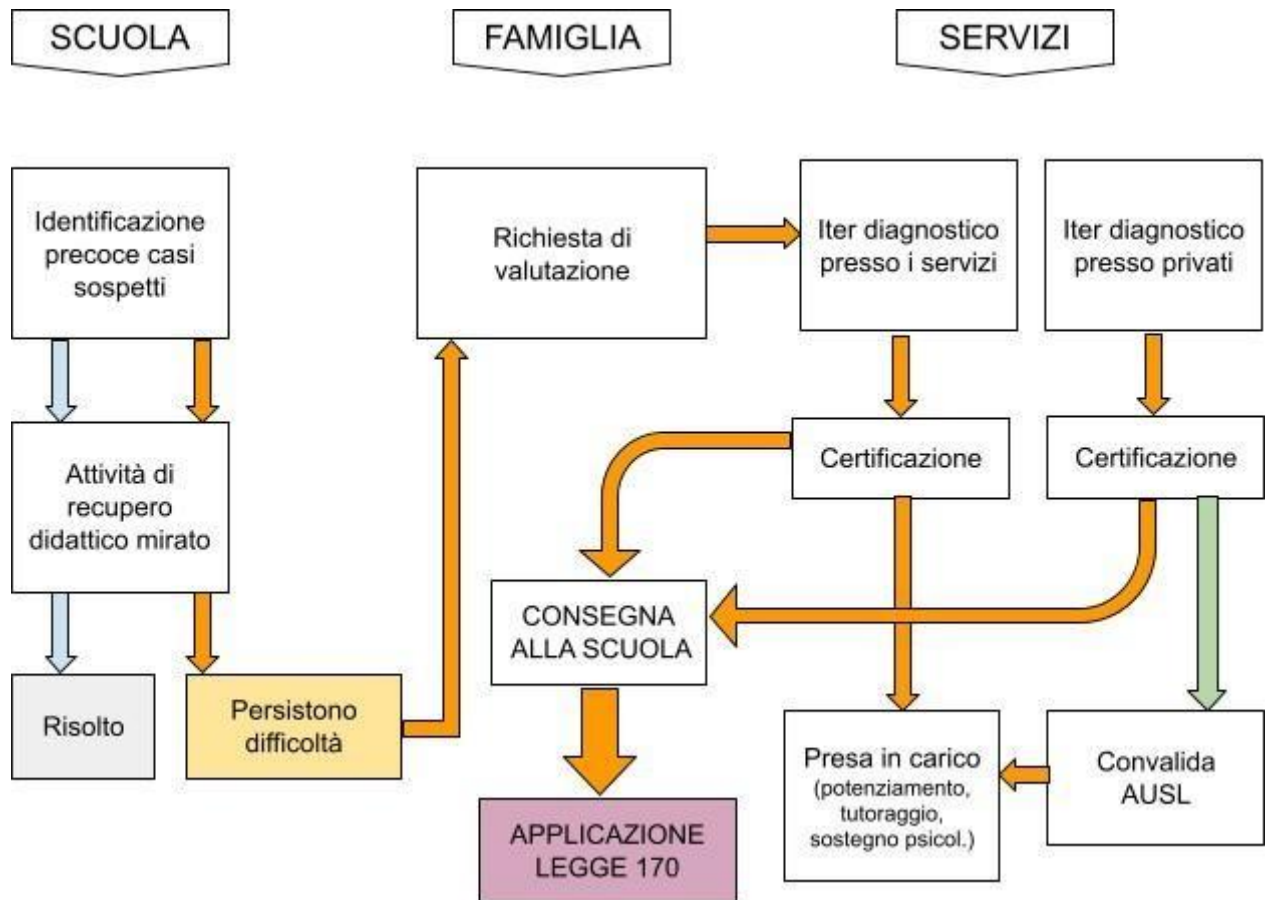 SCUOLA
FAMIGLIA
SERVIZI
Identificazione
precoce casi
sospetti
Richiesta di
valutazione
Iter diagnostico
presso i servizi
Iter diagnostico
presso privati
Attività di
recupero
didattico mirato
Certificazione
Certificazione
CONSEGNA
ALLA SCUOLA
Risolto
Persistono
difficoltà
Presa in carico
(potenziamento,
tutoraggio,
sostegno psicol.)
Convalida
AUSL
APPLICAZIONE
LEGGE 170